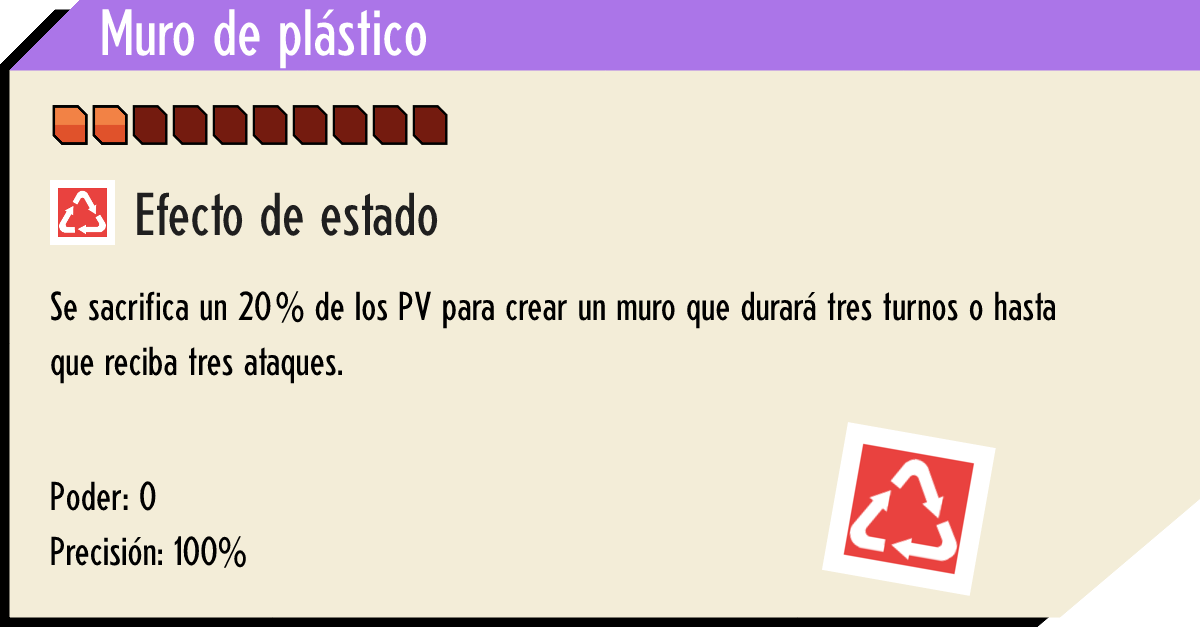 Muro de plástico
Efecto de estado
Se sacrifica un 20% de los PV para crear un muro que durará tres turnos o hasta
que reciba tres ataques.
Poder: 0
Precisión: 100%